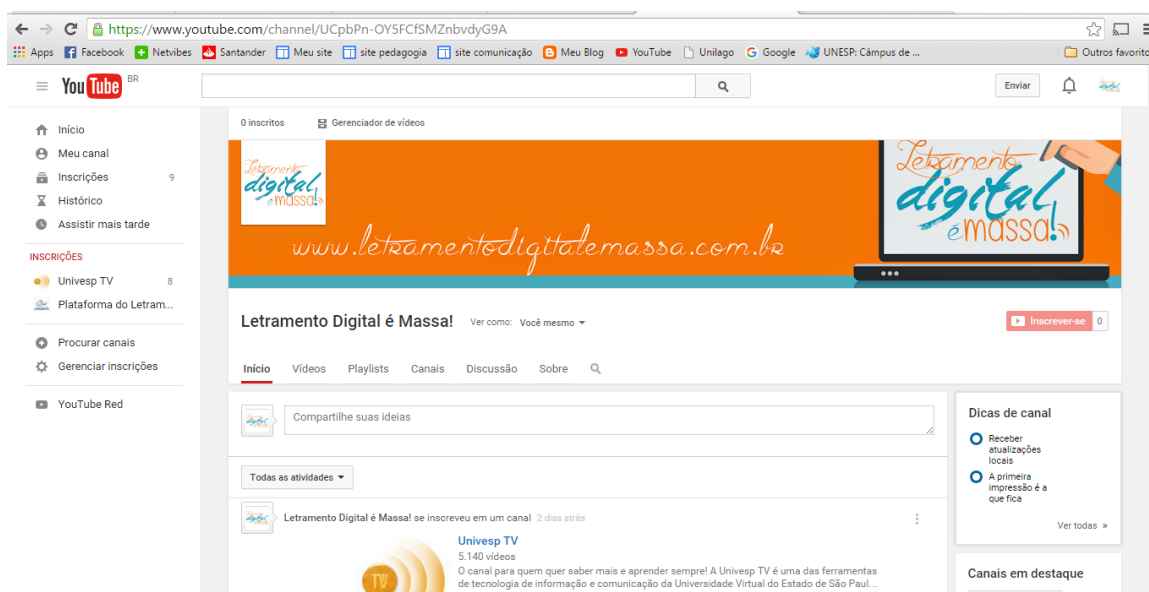 https://www.youtube.com/channel/UCpbPn-OY5FCfSMZnbvdyG9A
Apps Facebook Netvibes Santander Meu site site pedagogia site comunicação Meu Blog YouTube Unilago Google UNESP: Câmpus de ... Outros favorito
YouTube BR
Enviar
0 inscritos Gerenciador de vídeos
Início
Meu canal
Inscrições 9
Histórico
Assistir mais tarde
INSCRIÇÕES
Univesp TV 8
Plataforma do Letram...
Procurar canais
Gerenciar inscrições
YouTube Red
Letramento
digital
é massa!
www.letramentodigitalemassa.com.br
Letramento
digital
é massa!
Letramento Digital é Massa! Ver como: Você mesmo
Inscrever-se 0
Início Vídeos Playlists Canais Discussão Sobre
Compartilhe suas ideias
Todas as atividades
Letramento Digital é Massa! se inscreveu em um canal 2 dias atrás
TV
Univesp TV
5.140 vídeos
O canal para quem quer saber mais e aprender sempre! A Univesp TV é uma das ferramentas
de tecnologia de informação e comunicação da Universidade Virtual do Estado de São Paul...
Dicas de canal
Receber
atualizações
locais
A primeira
impressão é a
que fica
Ver todas »
Canais em destaque